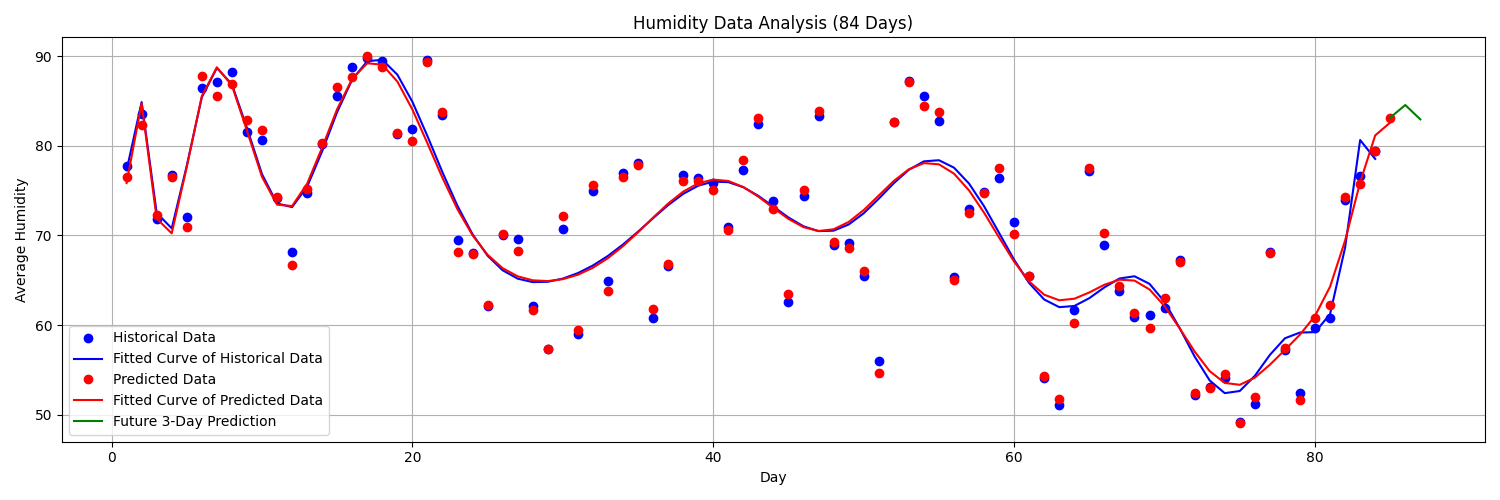 Humidity Data Analysis (84 Days)
Average Humidity
90
80
70
60
50
Historical Data
Fitted Curve of Historical Data
Predicted Data
Fitted Curve of Predicted Data
Future 3-Day Prediction
0
20
40
60
80
Day